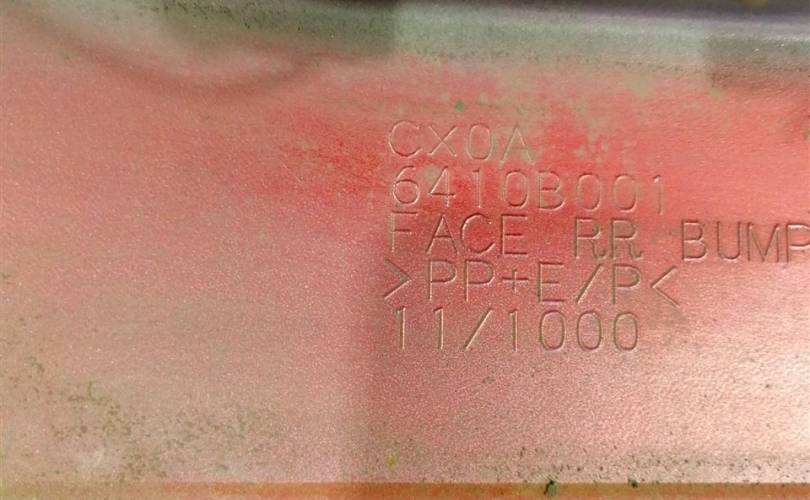 CX0A
6410B001
FACE RR BUMP
>PP+E/P<
11/1000